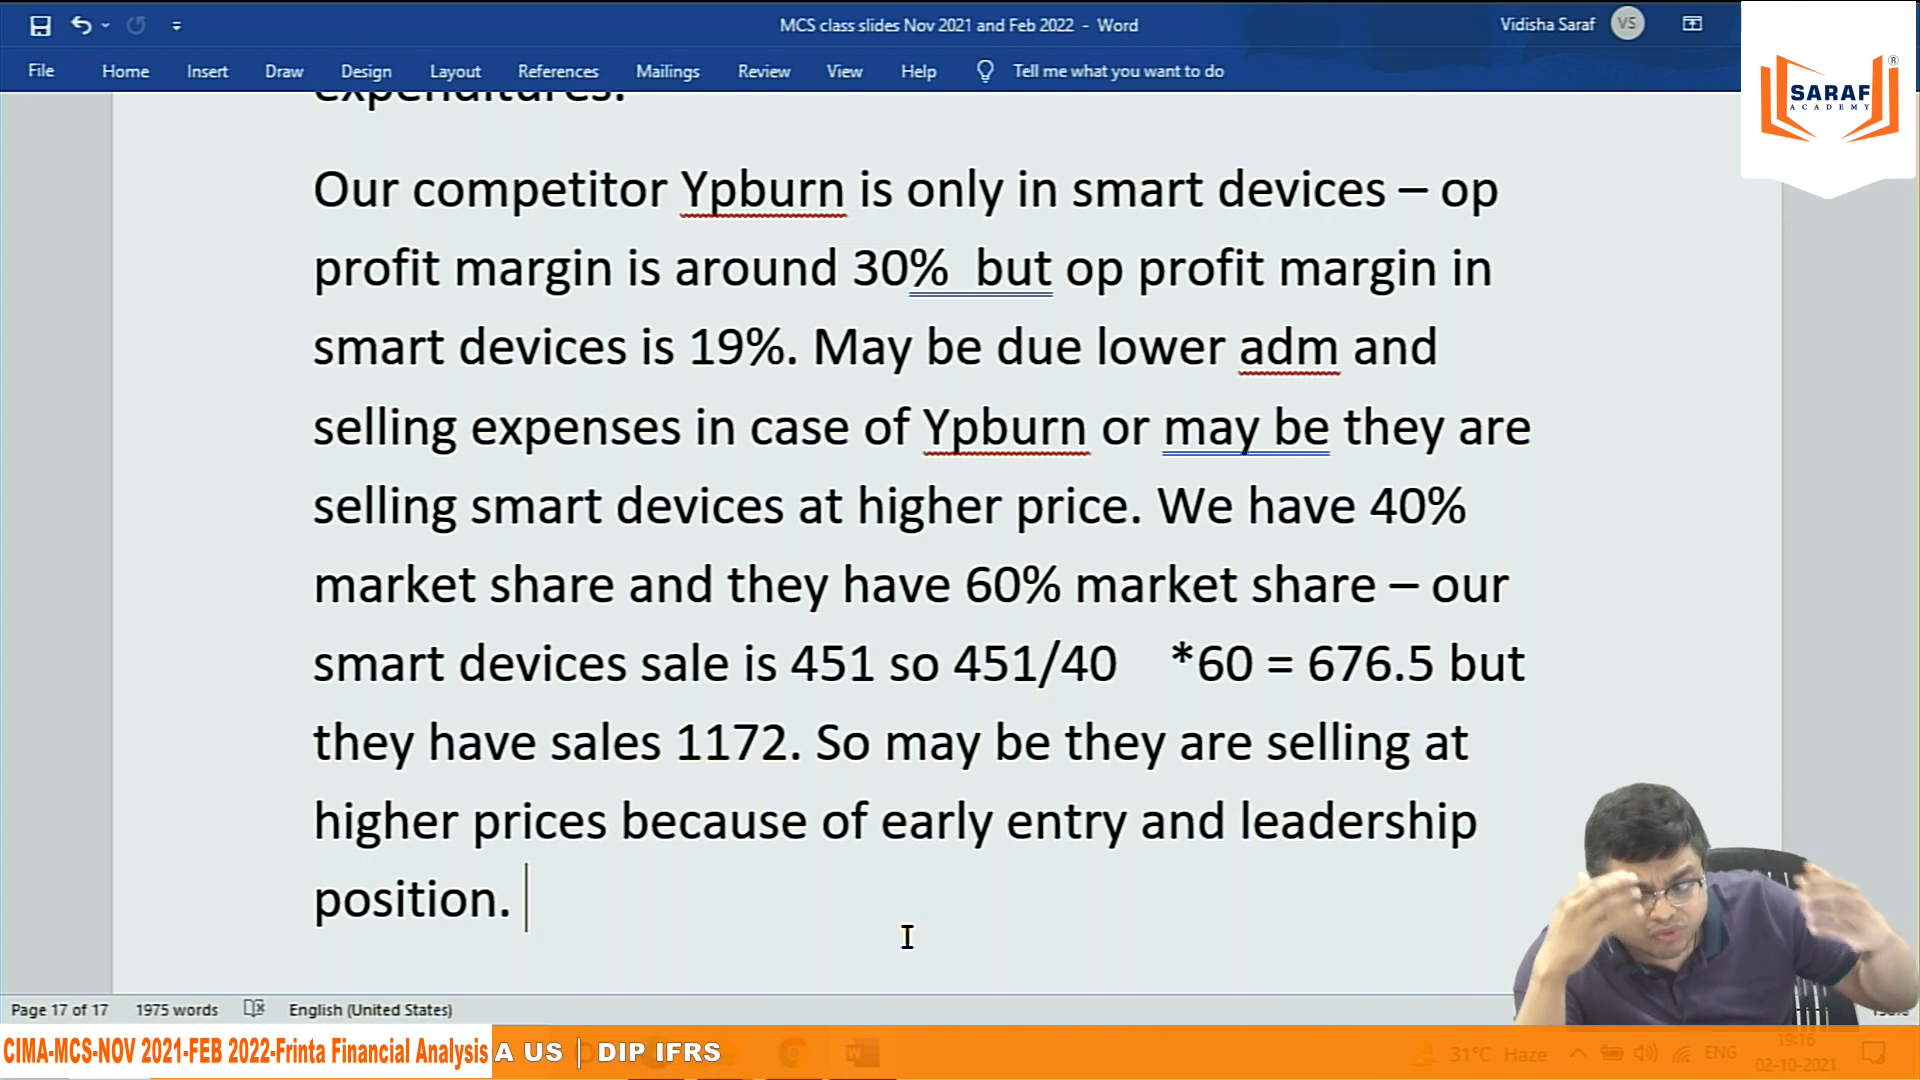 MCS class slides Nov 2021 and Feb 2022 - Word
Vidisha Saraf
VS
File Home Insert Draw Design Layout References Mailings Review View Help Tell me what you want to do
SARAF
ACADEMY
®
expenditures.
Our competitor Ypburn is only in smart devices – op
profit margin is around 30%  but op profit margin in
smart devices is 19%. May be due lower adm and
selling expenses in case of Ypburn or may be they are
selling smart devices at higher price. We have 40%
market share and they have 60% market share – our
smart devices sale is 451 so 451/40    *60 = 676.5 but
they have sales 1172. So may be they are selling at
higher prices because of early entry and leadership
position.
Page 17 of 17 1975 words English (United States)
CIMA-MCS-NOV 2021-FEB 2022-Frinta Financial Analysis
A US | DIP IFRS
31°C Haze
ENG
19:16
02-10-2021